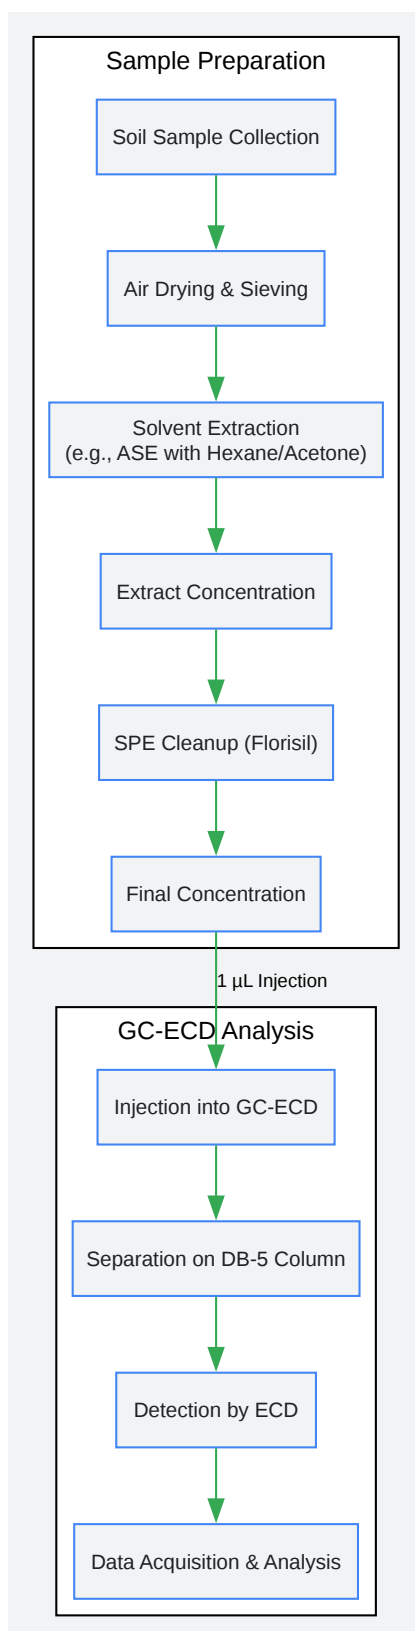 Sample Preparation
Soil Sample Collection
Air Drying & Sieving
Solvent Extraction
(e.g., ASE with Hexane/Acetone)
Extract Concentration
SPE Cleanup (Florisil)
Final Concentration
1 µL Injection
GC-ECD Analysis
Injection into GC-ECD
Separation on DB-5 Column
Detection by ECD
Data Acquisition & Analysis